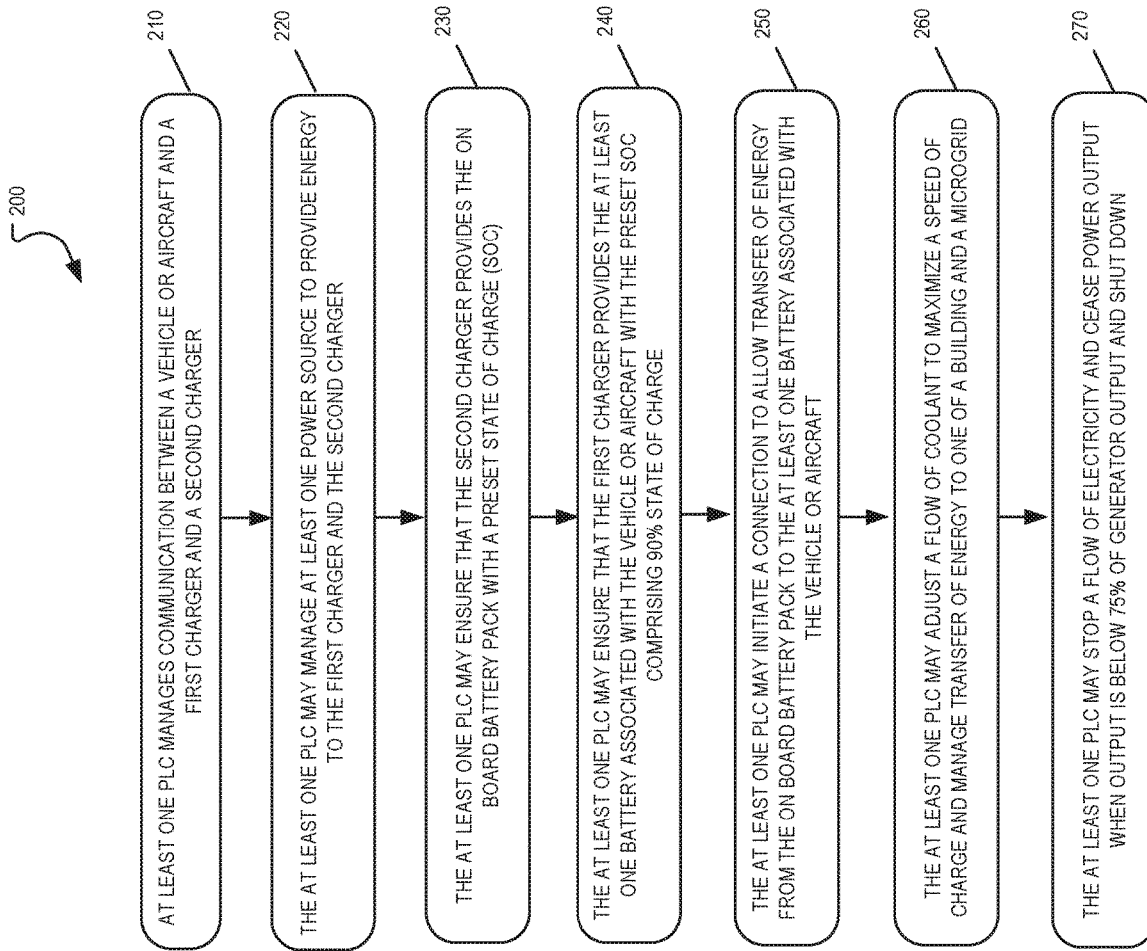 200
AT LEAST ONE PLC MANAGES COMMUNICATION BETWEEN A VEHICLE OR AIRCRAFT AND A
FIRST CHARGER AND A SECOND CHARGER
210
THE AT LEAST ONE PLC MAY MANAGE AT LEAST ONE POWER SOURCE TO PROVIDE ENERGY
TO THE FIRST CHARGER AND THE SECOND CHARGER
220
THE AT LEAST ONE PLC MAY ENSURE THAT THE SECOND CHARGER PROVIDES THE ON
BOARD BATTERY PACK WITH A PRESET STATE OF CHARGE (SOC)
230
THE AT LEAST ONE PLC MAY ENSURE THAT THE FIRST CHARGER PROVIDES THE AT LEAST
ONE BATTERY ASSOCIATED WITH THE VEHICLE OR AIRCRAFT WITH THE PRESET SOC
COMPRISING 90% STATE OF CHARGE
240
THE AT LEAST ONE PLC MAY INITIATE A CONNECTION TO ALLOW TRANSFER OF ENERGY
FROM THE ON BOARD BATTERY PACK TO THE AT LEAST ONE BATTERY ASSOCIATED WITH
THE VEHICLE OR AIRCRAFT
250
THE AT LEAST ONE PLC MAY ADJUST A FLOW OF COOLANT TO MAXIMIZE A SPEED OF
CHARGE AND MANAGE TRANSFER OF ENERGY TO ONE OF A BUILDING AND A MICROGRID
260
THE AT LEAST ONE PLC MAY STOP A FLOW OF ELECTRICITY AND CEASE POWER OUTPUT
WHEN OUTPUT IS BELOW 75% OF GENERATOR OUTPUT AND SHUT DOWN
270